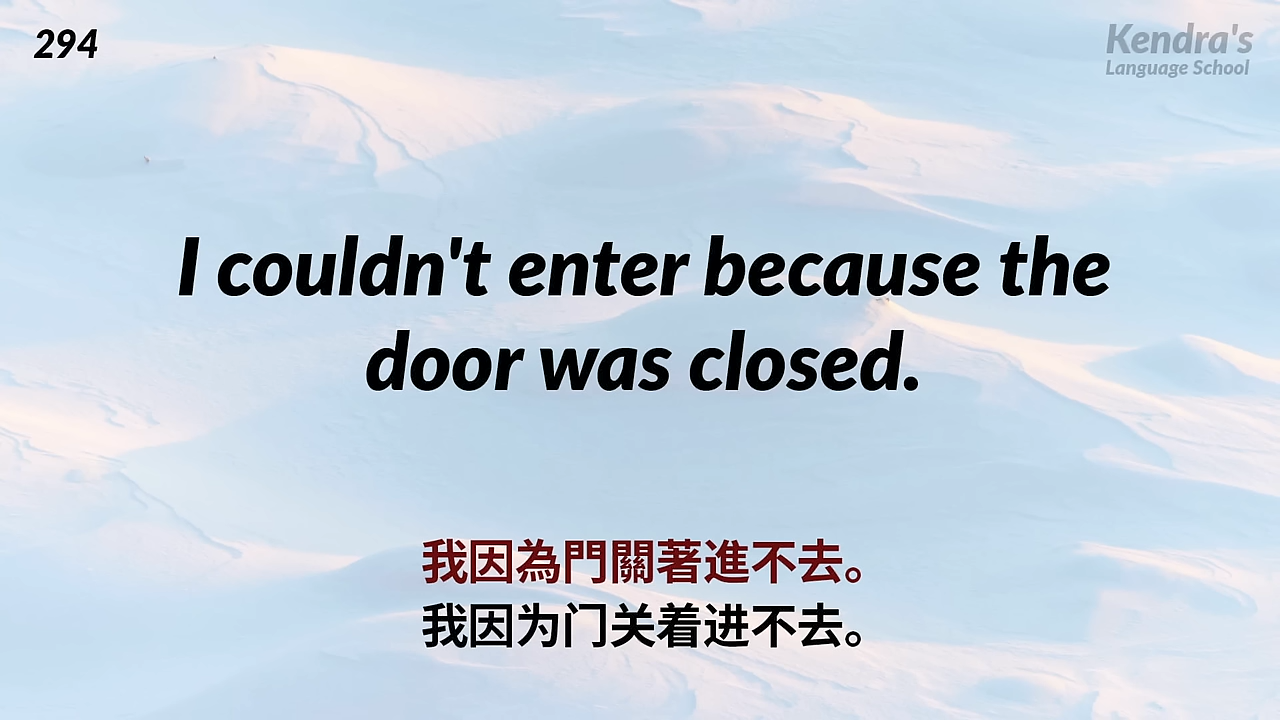 294
Kendra's
Language School
I couldn't enter because the
door was closed.
我因為門關著進不去。
我因为门关着进不去。